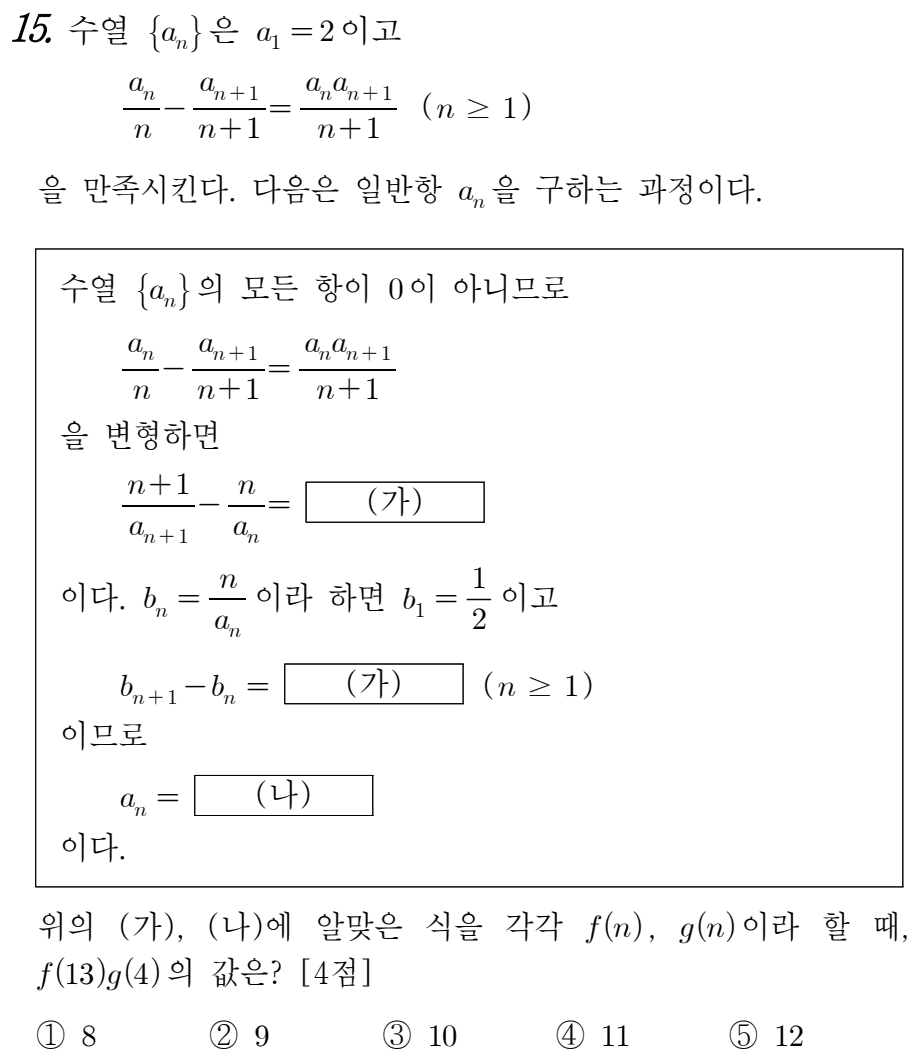 15. 수열 {aₙ}은 a₁=2이고
aₙ/n − aₙ₊₁/(n+1) = aₙaₙ₊₁/(n+1) (n ≥ 1)
을 만족시킨다. 다음은 일반항 aₙ을 구하는 과정이다.
수열 {aₙ}의 모든 항이 0이 아니므로
aₙ/n − aₙ₊₁/(n+1) = aₙaₙ₊₁/(n+1)
을 변형하면
(n+1)/aₙ₊₁ − n/aₙ = (가)
이다. bₙ = n/aₙ 이라 하면 b₁ = 1/2 이고
bₙ₊₁−bₙ = (가) (n ≥ 1)
이므로
aₙ = (나)
이다.
위의 (가), (나)에 알맞은 식을 각각 f(n), g(n)이라 할 때,
f(13)g(4)의 값은? [4점]
① 8 ② 9 ③ 10 ④ 11 ⑤ 12